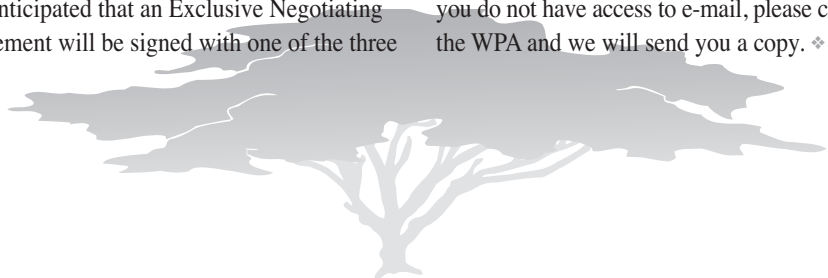 nticipated that an Exclusive Negotiating
ement will be signed with one of the three
you do not have access to e-mail, please c
the WPA and we will send you a copy. ❖